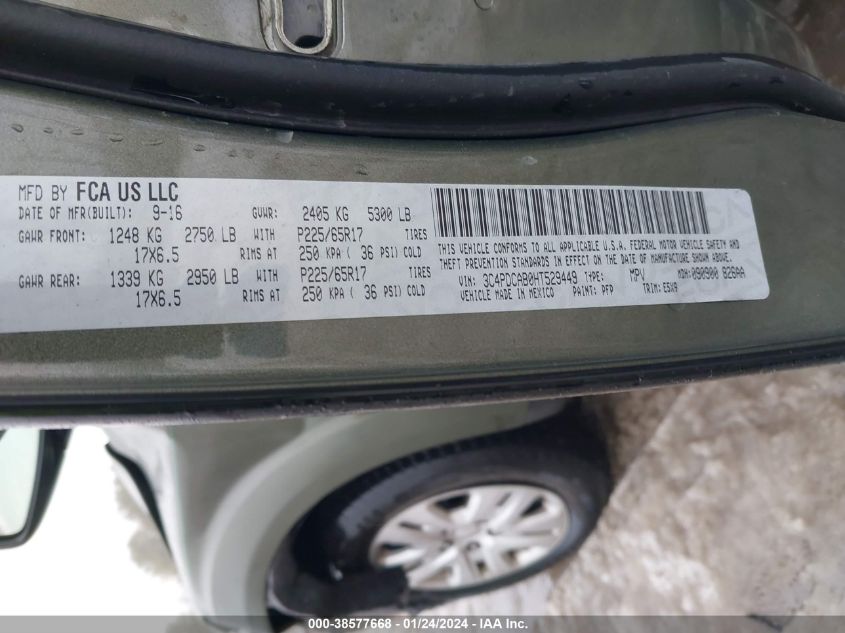 MFD BY FCA US LLC
DATE OF MFR(BUILT): 9-16 GVWR: 2405 KG 5300 LB
GAWR FRONT: 1248 KG 2750 LB WITH P225/65R17 TIRES
17X6.5 RIMS AT 250 KPA ( 36 PSI) COLD
GAWR REAR: 1339 KG 2950 LB WITH P225/65R17 TIRES
17X6.5 RIMS AT 250 KPA ( 36 PSI) COLD
THIS VEHICLE CONFORMS TO ALL APPLICABLE U.S.A. FEDERAL MOTOR VEHICLE SAFETY AND
THEFT PREVENTION STANDARDS IN EFFECT ON THE DATE OF MANUFACTURE SHOWN ABOVE.
VIN: 3C4PDCAB0HT529449 TYPE: MPV MDH: 090900 826AA
VEHICLE MADE IN MEXICO PAINT: PFP TRIM: E5X9
000-38577668 - 01/24/2024 - IAA Inc.